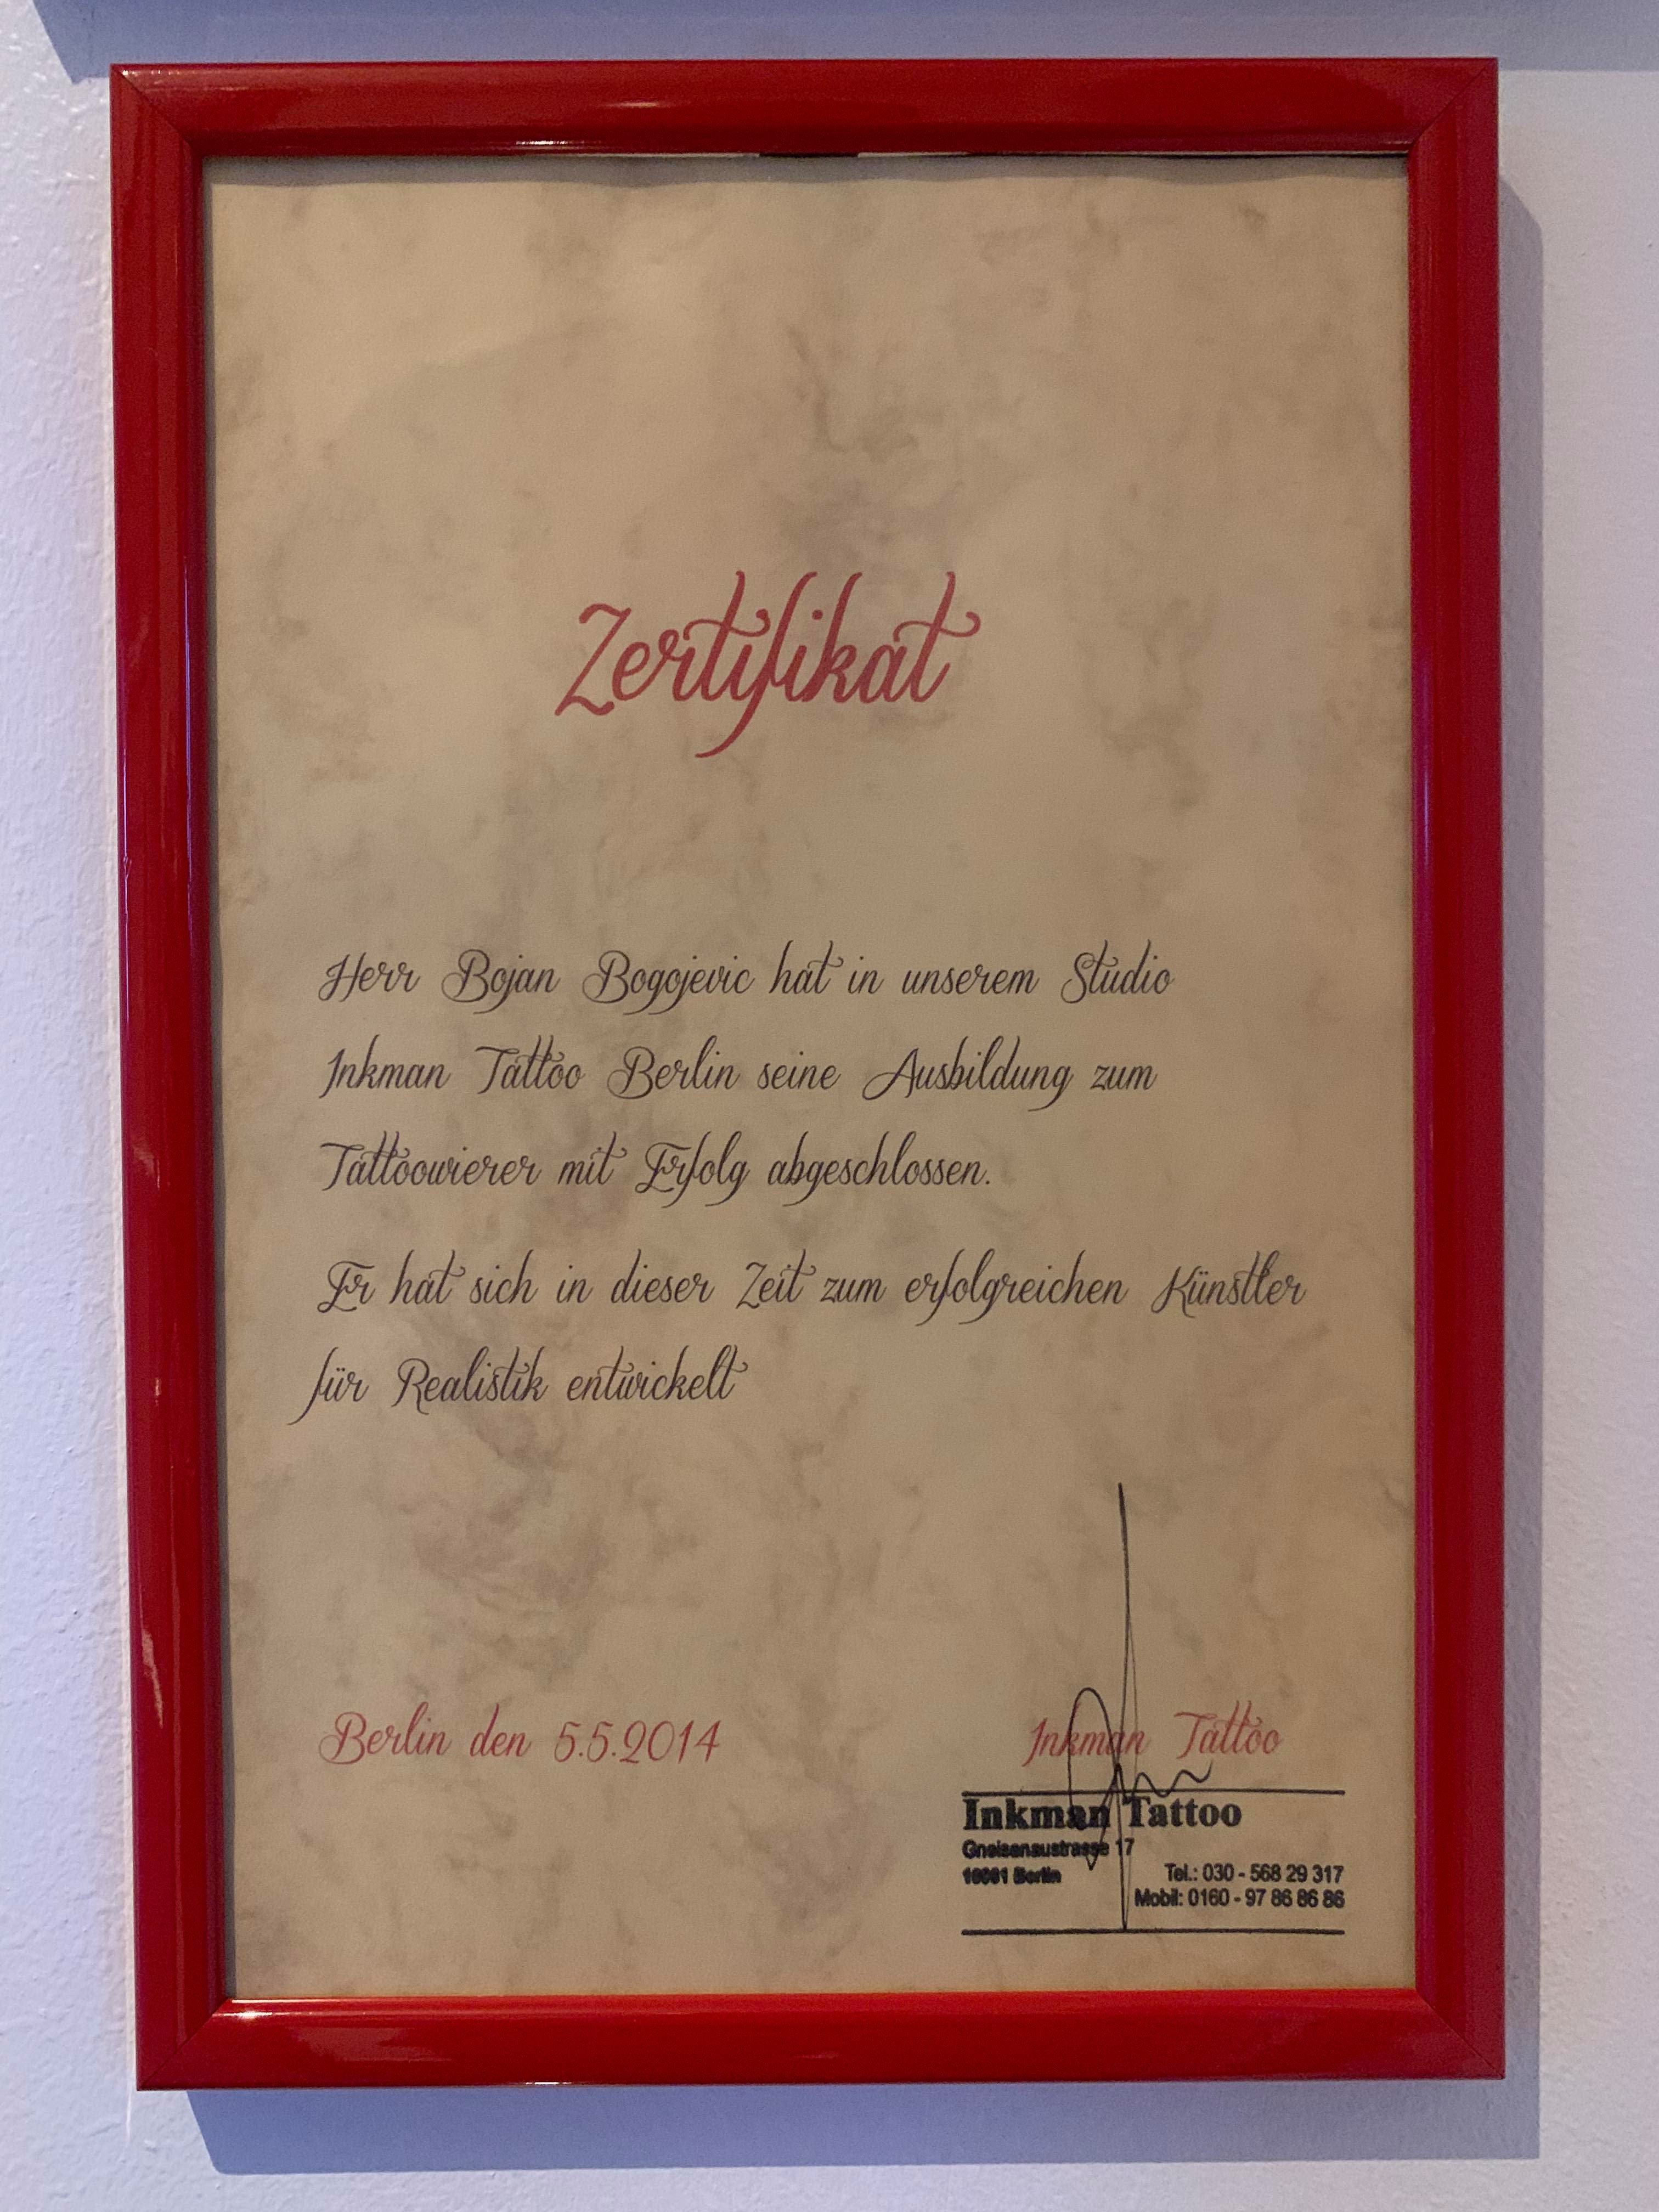 Zertifikat
Herr Bojan Bogojevic hat in unserem Studio
Inkman Tattoo Berlin seine Ausbildung zum
Tattoowierer mit Erfolg abgeschlossen.
Er hat sich in dieser Zeit zum erfolgreichen Künstler
für Realistik entwickelt
Berlin den 5.5.2014
Inkman Tattoo
Inkman Tattoo
Gneisenaustrasse 17
Berlin
Tel.: 030 - 568 29 317
Mobil: 0160 - 97 86 86 86